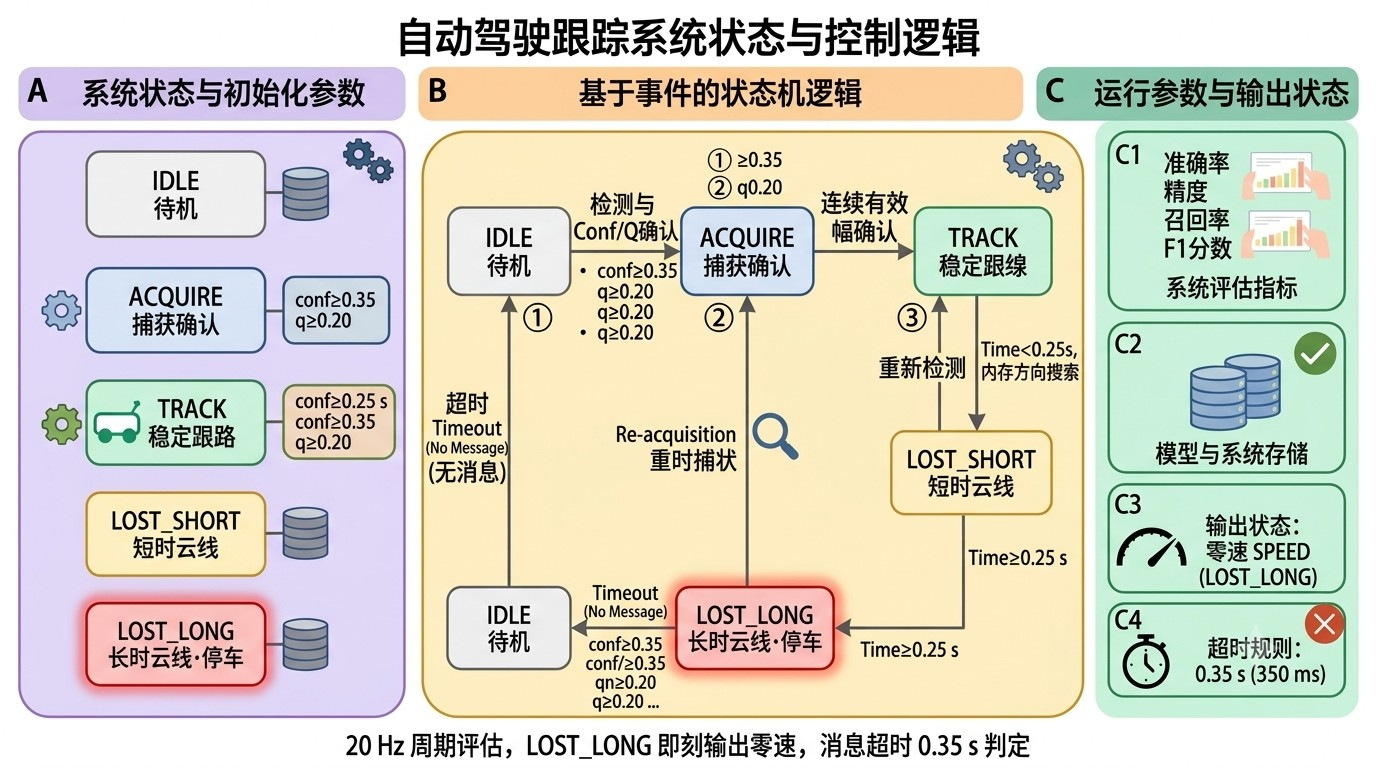 自动驾驶跟踪系统状态与控制逻辑
A 系统状态与初始化参数
IDLE
待机
ACQUIRE
捕获确认
conf≥0.35
q≥0.20
TRACK
稳定跟路
conf≥0.25 s
conf≥0.35
q≥0.20
LOST_SHORT
短时云线
LOST_LONG
长时云线·停车
B 基于事件的状态机逻辑
① ≥0.35
② q0.20
IDLE
待机
检测与
Conf/Q确认
• conf≥0.35
q≥0.20
q≥0.20
• q≥0.20
ACQUIRE
捕获确认
连续有效
幅确认
TRACK
稳定跟缐
①
②
③
重新检测
Time<0.25s,
内存方向搜索
超时
Timeout
(No Message)
(无消息)
Re-acquisition
重时捕状
LOST_SHORT
短时云线
Time≥0.25 s
IDLE
待机
Timeout
(No Message)
conf≥0.35
conf/≥0.35
qn≥0.20
q≥0.20 ...
LOST_LONG
长时云线·停车
Time≥0.25 s
C 运行参数与输出状态
C1
准确率
精度
召回率
F1分数
系统评估指标
C2
模型与系统存储
C3
输出状态：
零速 SPEED
(LOST_LONG)
C4
超时规则：
0.35 s (350 ms)
20 Hz 周期评估，LOST_LONG 即刻输出零速，消息超时 0.35 s 判定